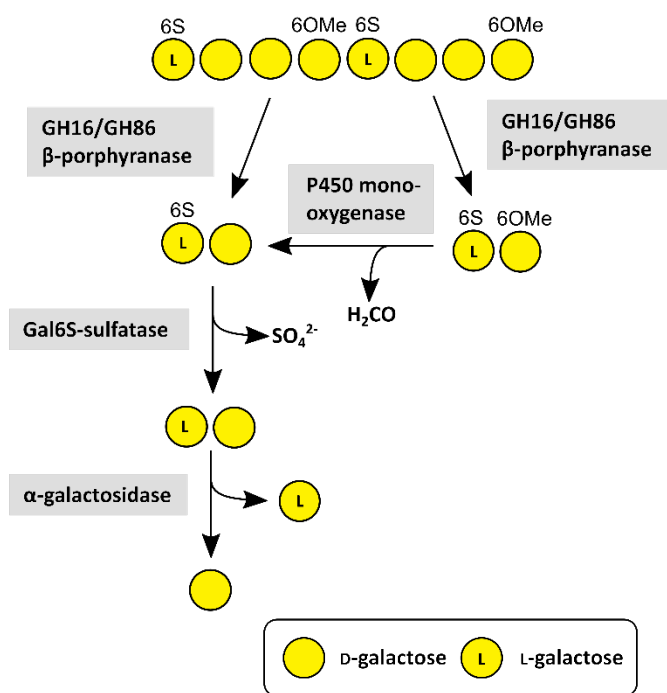 6S 6OMe 6S 6OMe
L L
GH16/GH86
β-porphyranase
GH16/GH86
β-porphyranase
P450 mono-
oxygenase
6S
L
6S 6OMe
L
H₂CO
Gal6S-sulfatase
SO₄²⁻
L
α-galactosidase
L
D-galactose L L-galactose